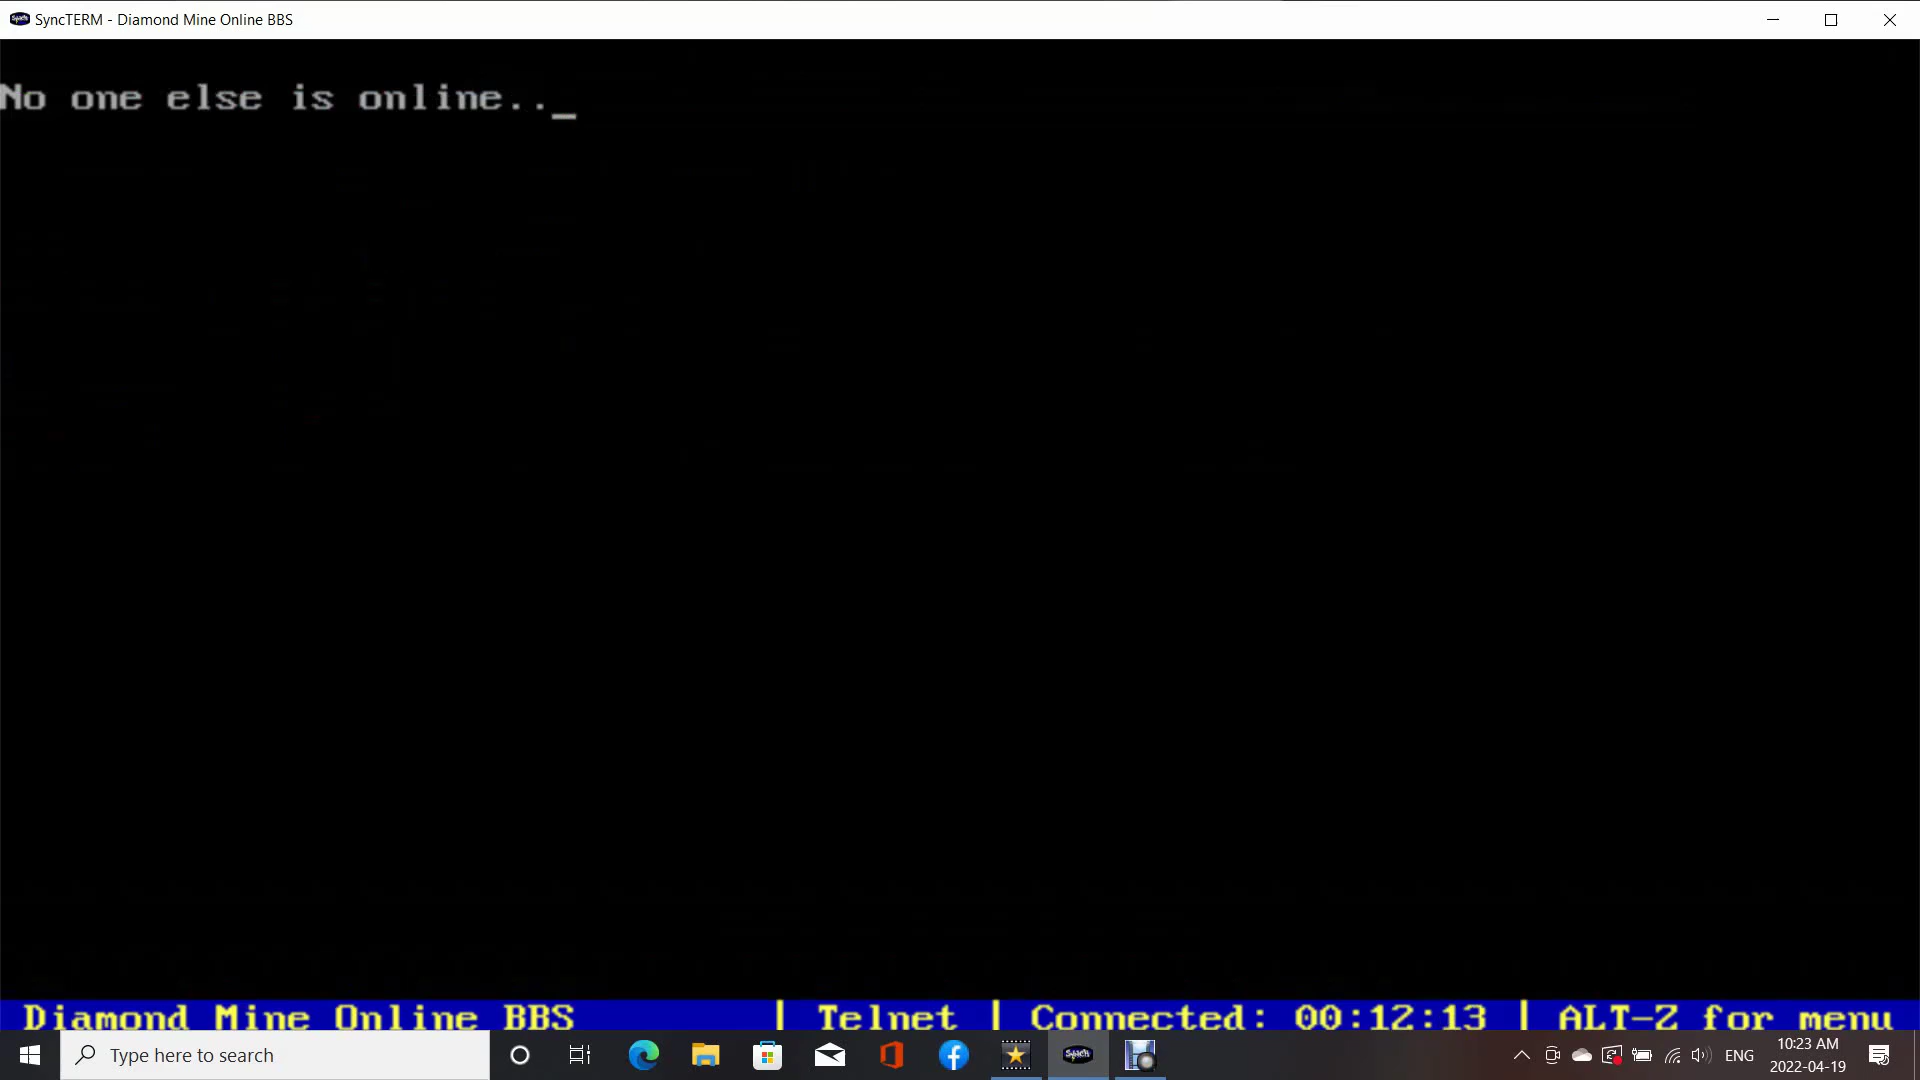 SyncTERM - Diamond Mine Online BBS
No one else is online.._
Diamond Mine Online BBS | Telnet | Connected: 00:12:13 | ALT-Z for menu
Type here to search
ENG
10:23 AM
2022-04-19